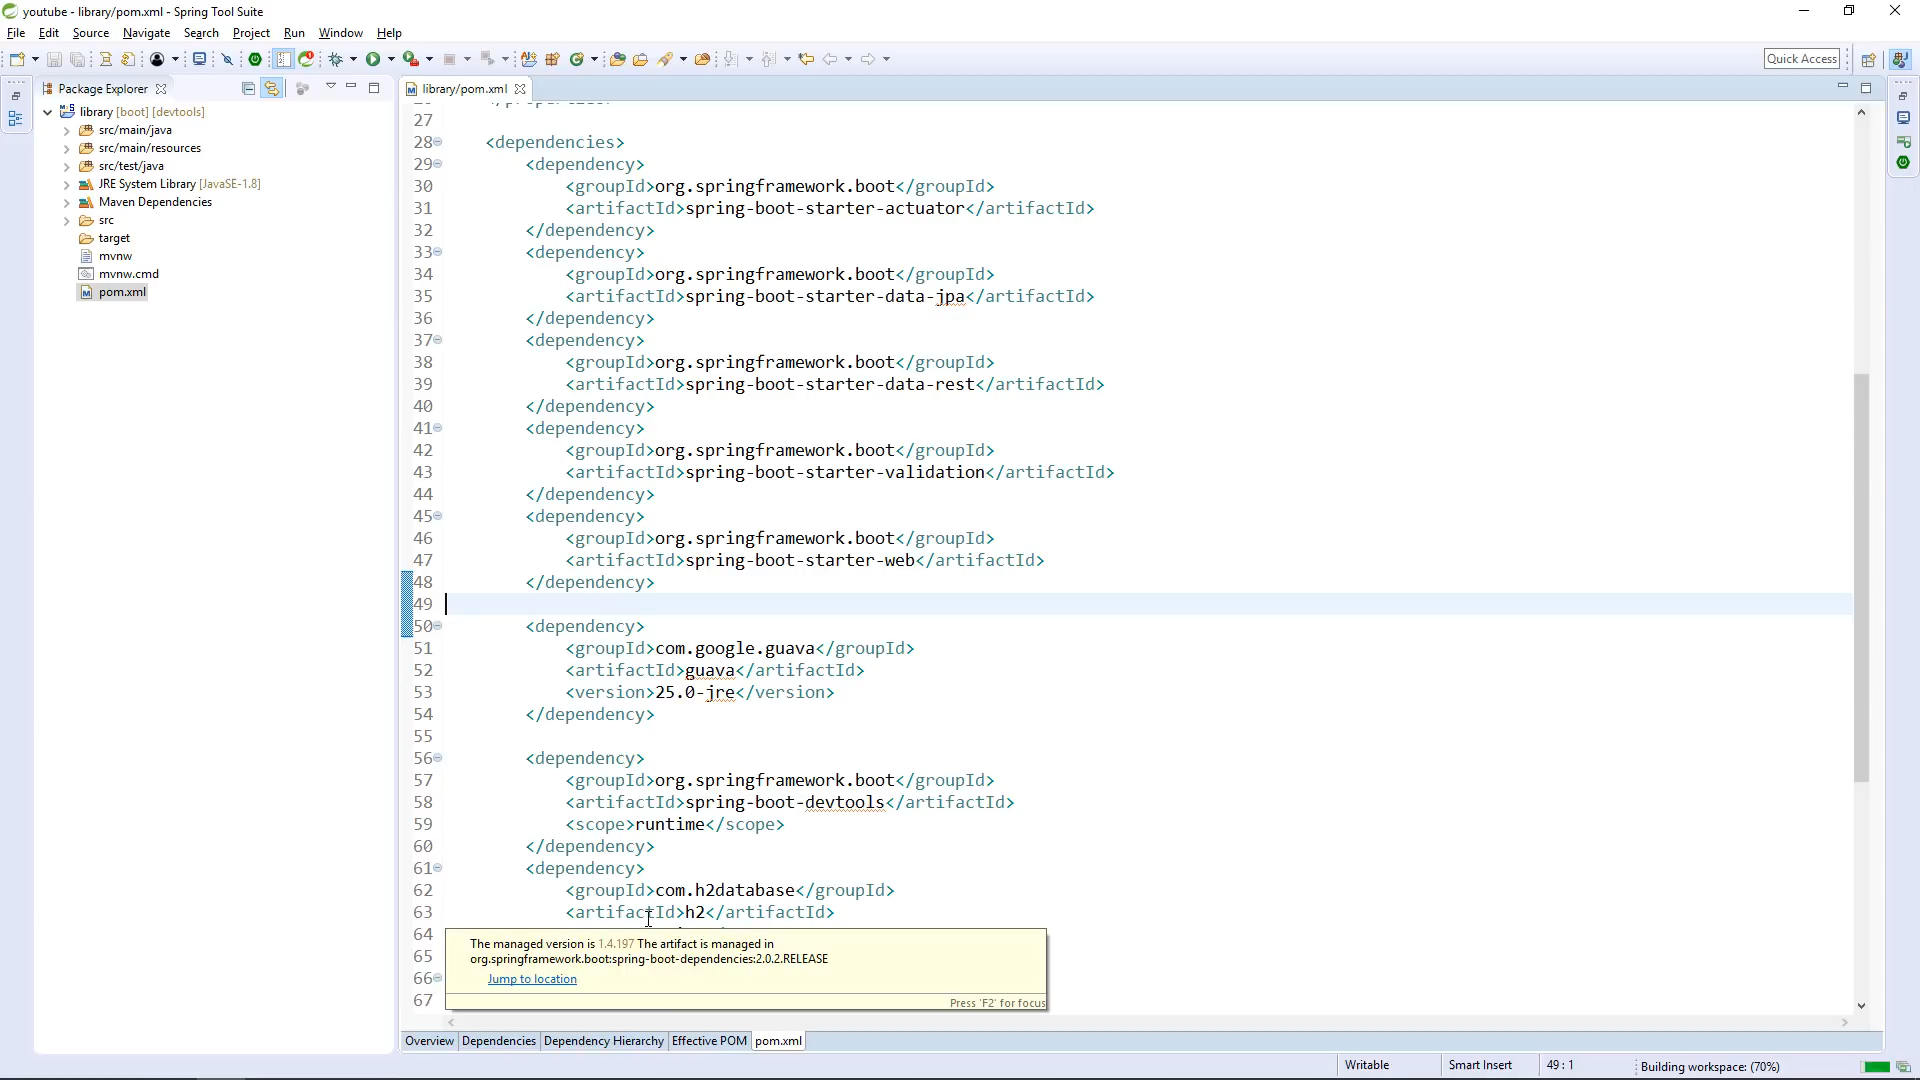 youtube - library/pom.xml - Spring Tool Suite
File Edit Source Navigate Search Project Run Window Help
Quick Access
Package Explorer
library [boot] [devtools]
src/main/java
src/main/resources
src/test/java
JRE System Library [JavaSE-1.8]
Maven Dependencies
src
target
mvnw
mvnw.cmd
pom.xml
library/pom.xml
27
28 <dependencies>
29 <dependency>
30 <groupId>org.springframework.boot</groupId>
31 <artifactId>spring-boot-starter-actuator</artifactId>
32 </dependency>
33 <dependency>
34 <groupId>org.springframework.boot</groupId>
35 <artifactId>spring-boot-starter-data-jpa</artifactId>
36 </dependency>
37 <dependency>
38 <groupId>org.springframework.boot</groupId>
39 <artifactId>spring-boot-starter-data-rest</artifactId>
40 </dependency>
41 <dependency>
42 <groupId>org.springframework.boot</groupId>
43 <artifactId>spring-boot-starter-validation</artifactId>
44 </dependency>
45 <dependency>
46 <groupId>org.springframework.boot</groupId>
47 <artifactId>spring-boot-starter-web</artifactId>
48 </dependency>
49
50 <dependency>
51 <groupId>com.google.guava</groupId>
52 <artifactId>guava</artifactId>
53 <version>25.0-jre</version>
54 </dependency>
55
56 <dependency>
57 <groupId>org.springframework.boot</groupId>
58 <artifactId>spring-boot-devtools</artifactId>
59 <scope>runtime</scope>
60 </dependency>
61 <dependency>
62 <groupId>com.h2database</groupId>
63 <artifactId>h2</artifactId>
64
65
66
67
The managed version is 1.4.197 The artifact is managed in
org.springframework.boot:spring-boot-dependencies:2.0.2.RELEASE
Jump to location
Press 'F2' for focus
Overview Dependencies Dependency Hierarchy Effective POM pom.xml
Writable Smart Insert 49 : 1 Building workspace: (70%)